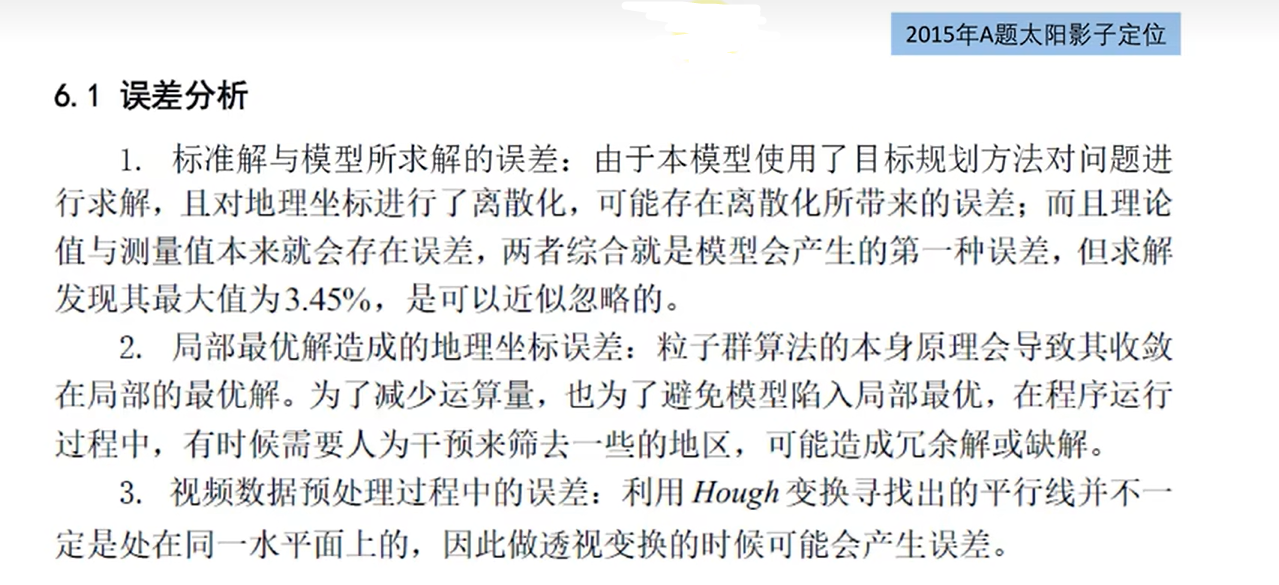 2015年A题太阳影子定位
6.1 误差分析
1. 标准解与模型所求解的误差：由于本模型使用了目标规划方法对问题进
行求解，且对地理坐标进行了离散化，可能存在离散化所带来的误差；而且理论
值与测量值本来就会存在误差，两者综合就是模型会产生的第一种误差，但求解
发现其最大值为3.45%，是可以近似忽略的。
2. 局部最优解造成的地理坐标误差：粒子群算法的本身原理会导致其收敛
在局部的最优解。为了减少运算量，也为了避免模型陷入局部最优，在程序运行
过程中，有时候需要人为干预来筛去一些的地区，可能造成冗余解或缺解。
3. 视频数据预处理过程中的误差：利用Hough变换寻找出的平行线并不一
定是处在同一水平面上的，因此做透视变换的时候可能会产生误差。